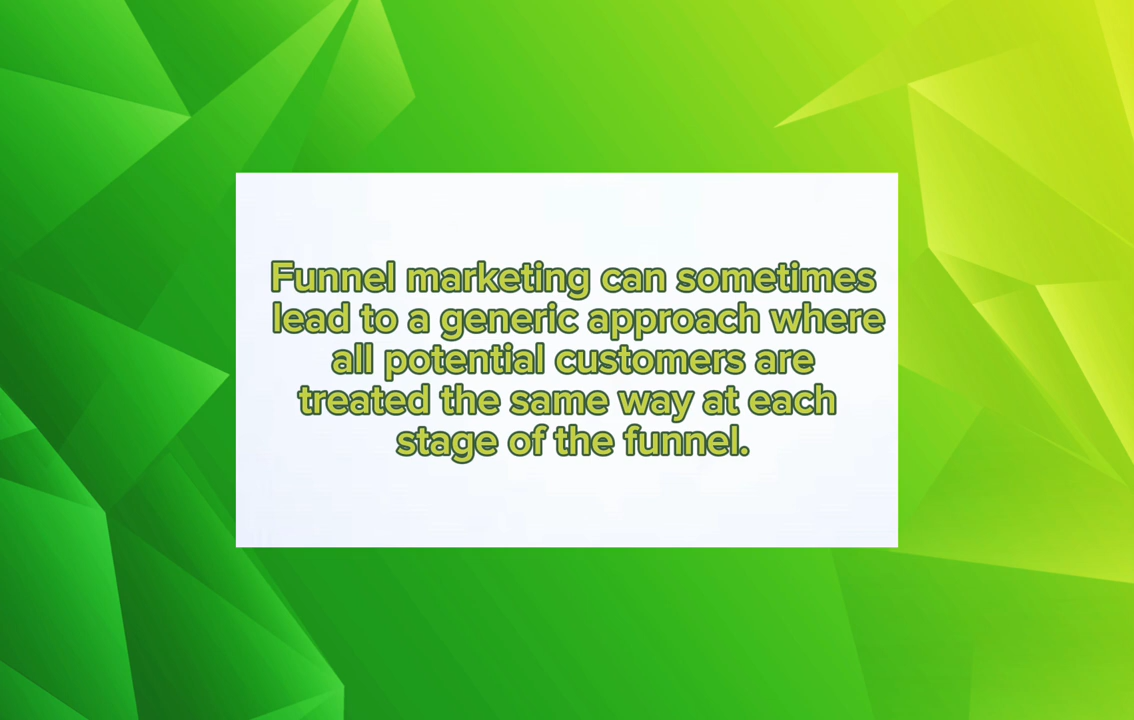 Funnel marketing can sometimes
lead to a generic approach where
all potential customers are
treated the same way at each
stage of the funnel.